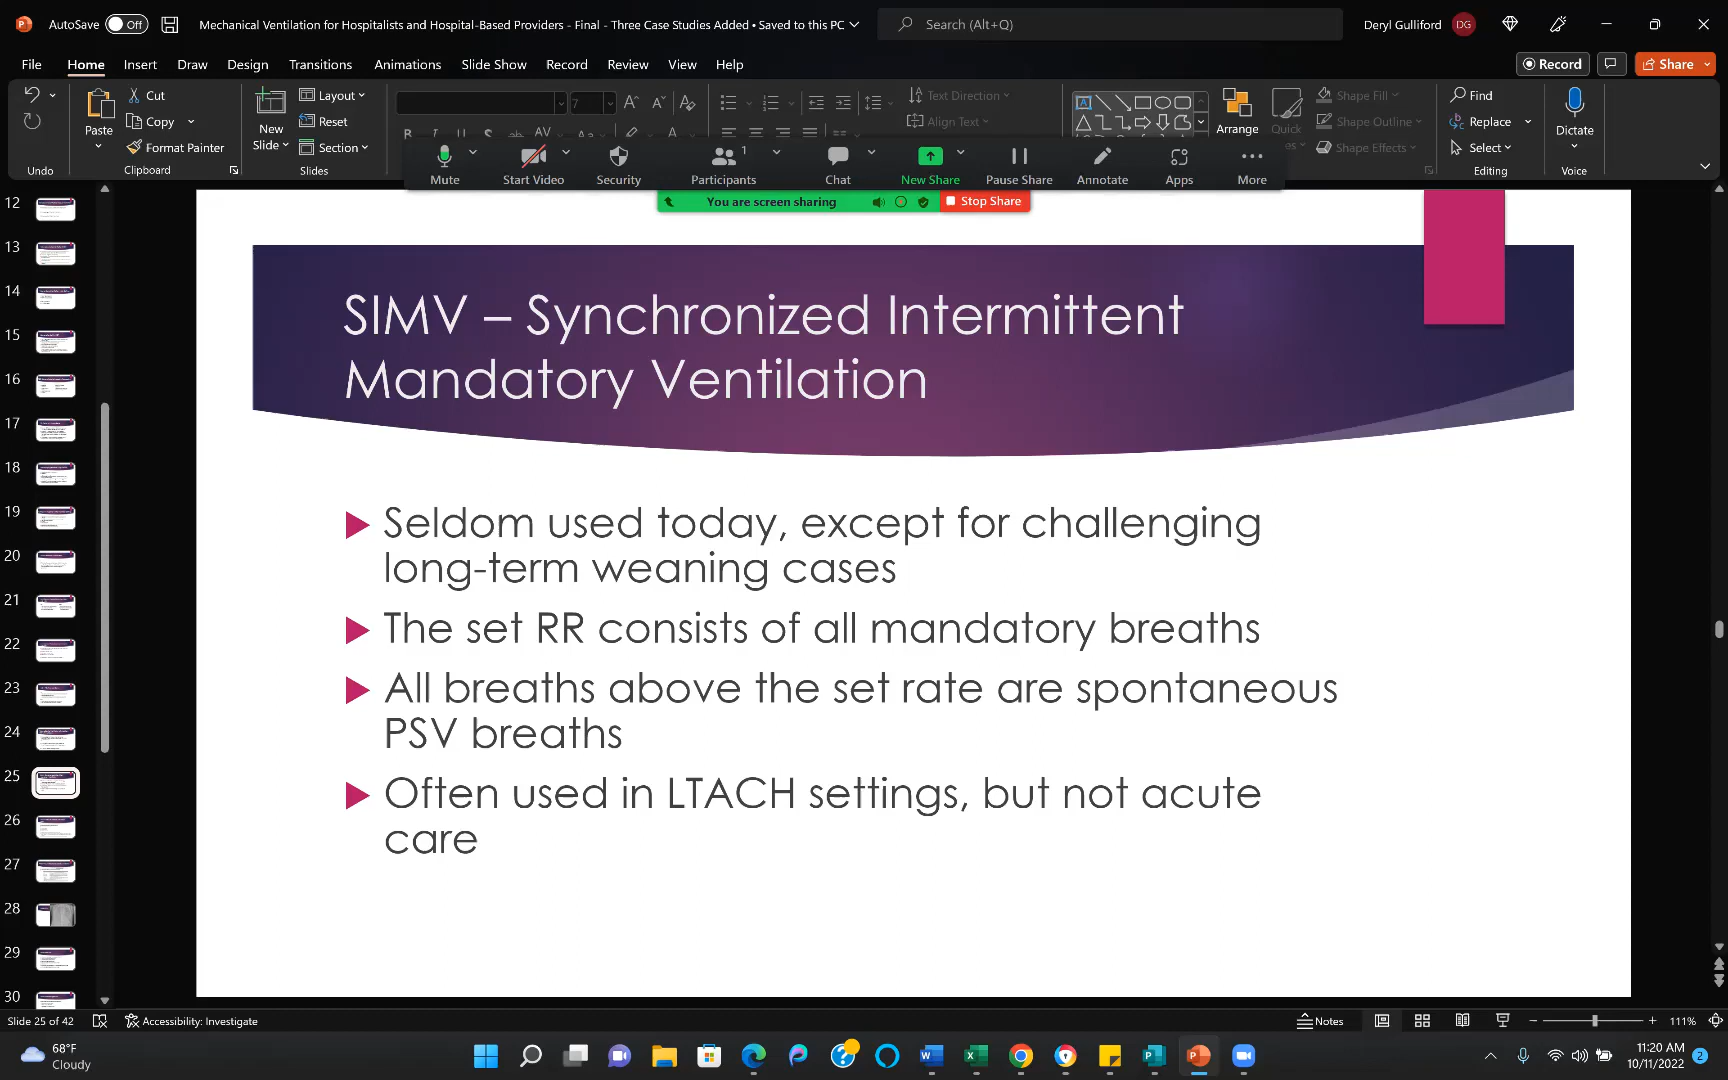 AutoSave Off Mechanical Ventilation for Hospitalists and Hospital-Based Providers - Final - Three Case Studies Added • Saved to this PC Search (Alt+Q) Deryl Gulliford DG
File Home Insert Draw Design Transitions Animations Slide Show Record Review View Help Record Share
Undo
Paste
Cut
Copy
Format Painter
Clipboard
New
Slide
Layout
Reset
Section
Slides
7
Text Direction
Align Text
Arrange
Quick
Shape Fill
Shape Outline
Shape Effects
Find
Replace
Select
Editing
Dictate
Voice
Mute Start Video Security Participants 1 Chat New Share Pause Share Annotate Apps More
You are screen sharing Stop Share
12
13
14
15
16
17
18
19
20
21
22
23
24
25
26
27
28
29
30
SIMV – Synchronized Intermittent
Mandatory Ventilation
Seldom used today, except for challenging
long-term weaning cases
The set RR consists of all mandatory breaths
All breaths above the set rate are spontaneous
PSV breaths
Often used in LTACH settings, but not acute
care
Slide 25 of 42 Accessibility: Investigate Notes 111%
68°F
Cloudy
11:20 AM
10/11/2022 2